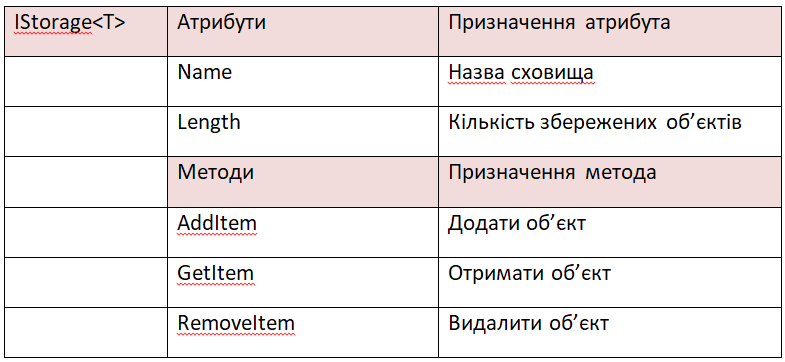 IStorage<T> Атрибути Призначення атрибута
Name Назва сховища
Length Кількість збережених об’єктів
Методи Призначення метода
AddItem Додати об’єкт
GetItem Отримати об’єкт
RemoveItem Видалити об’єкт